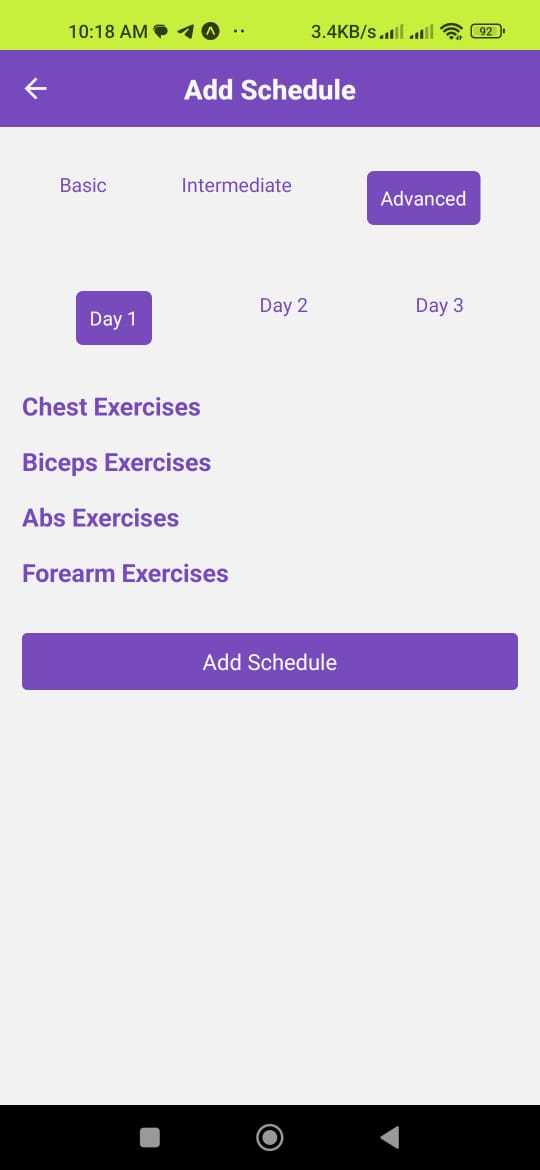 10:18 AM 3.4KB/s 92
Add Schedule
Basic Intermediate Advanced
Day 1 Day 2 Day 3
Chest Exercises
Biceps Exercises
Abs Exercises
Forearm Exercises
Add Schedule